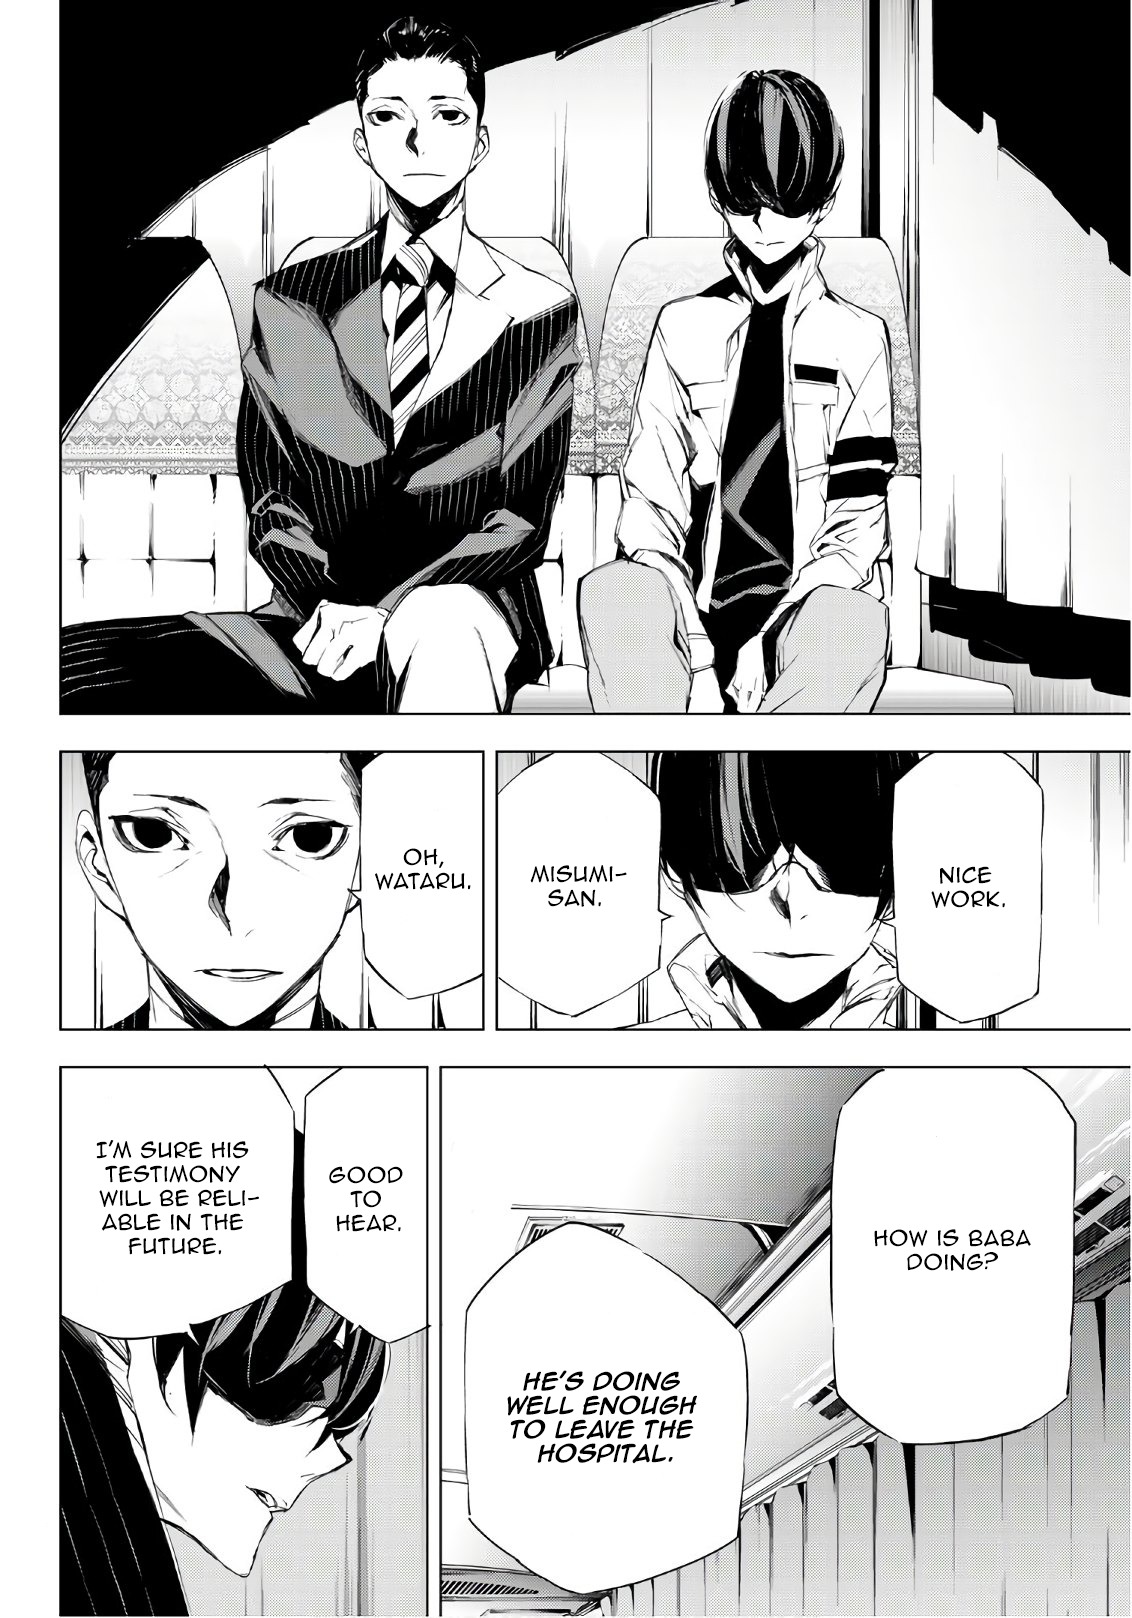 NICE
WORK.
MISUMI-
SAN.
OH,
WATARU.
HOW IS BABA
DOING?
HE'S DOING
WELL ENOUGH
TO LEAVE THE
HOSPITAL.
GOOD
TO
HEAR.
I'M SURE HIS
TESTIMONY
WILL BE RELI-
ABLE IN THE
FUTURE.